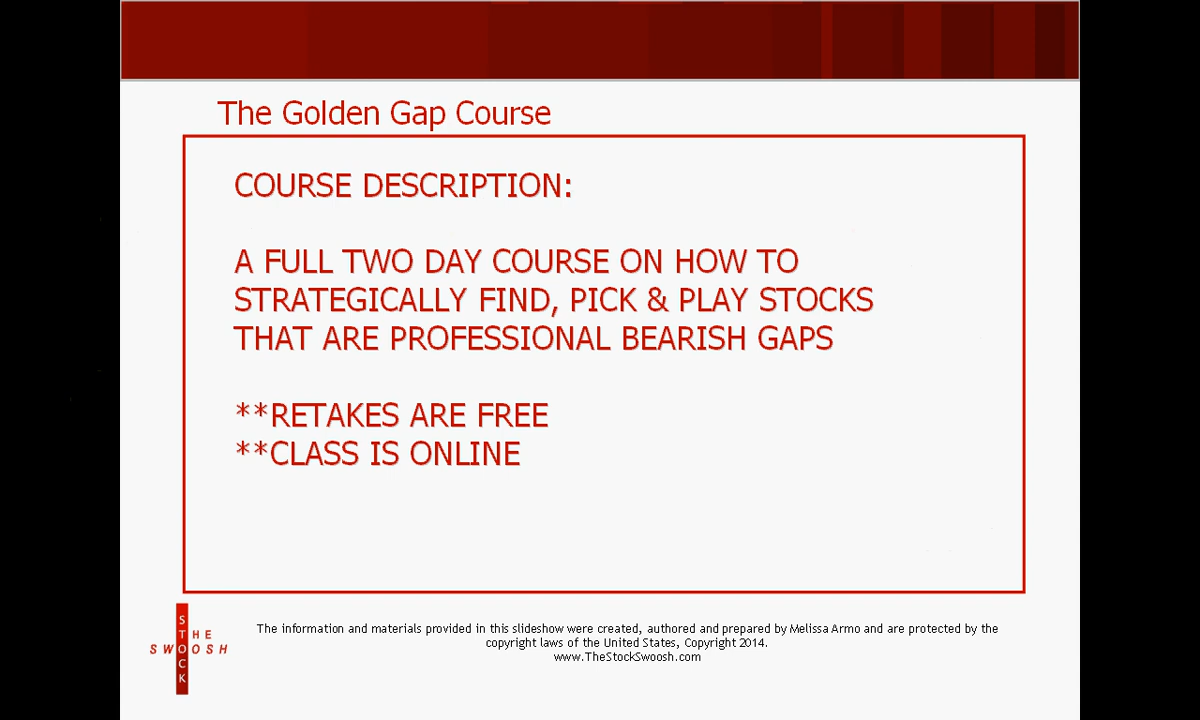 The Golden Gap Course
COURSE DESCRIPTION:
A FULL TWO DAY COURSE ON HOW TO
STRATEGICALLY FIND, PICK & PLAY STOCKS
THAT ARE PROFESSIONAL BEARISH GAPS
**RETAKES ARE FREE
**CLASS IS ONLINE
THE
STOCK
SWOOSH
The information and materials provided in this slideshow were created, authored and prepared by Melissa Armo and are protected by the
copyright laws of the United States, Copyright 2014.
www.TheStockSwoosh.com